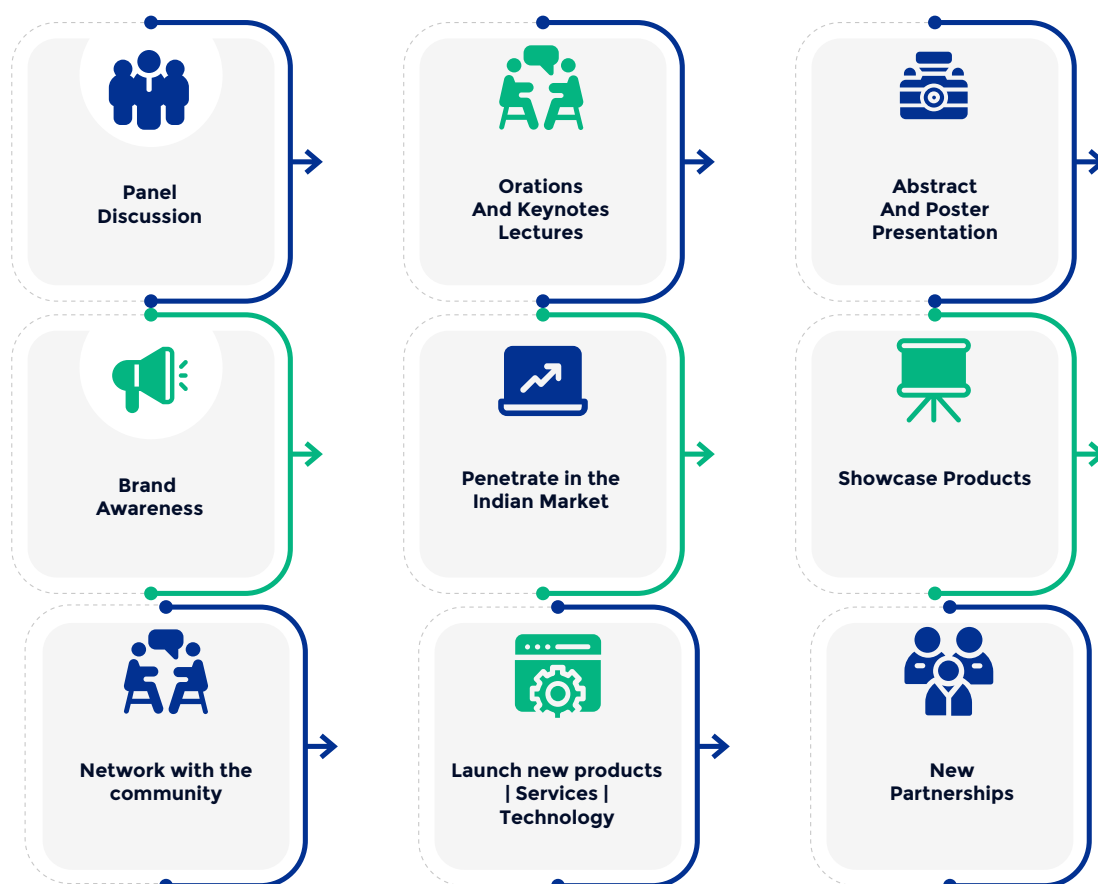 Panel
Discussion
Orations
And Keynotes
Lectures
Abstract
And Poster
Presentation
Brand
Awareness
Penetrate in the
Indian Market
Showcase Products
Network with the
community
Launch new products
| Services |
Technology
New
Partnerships